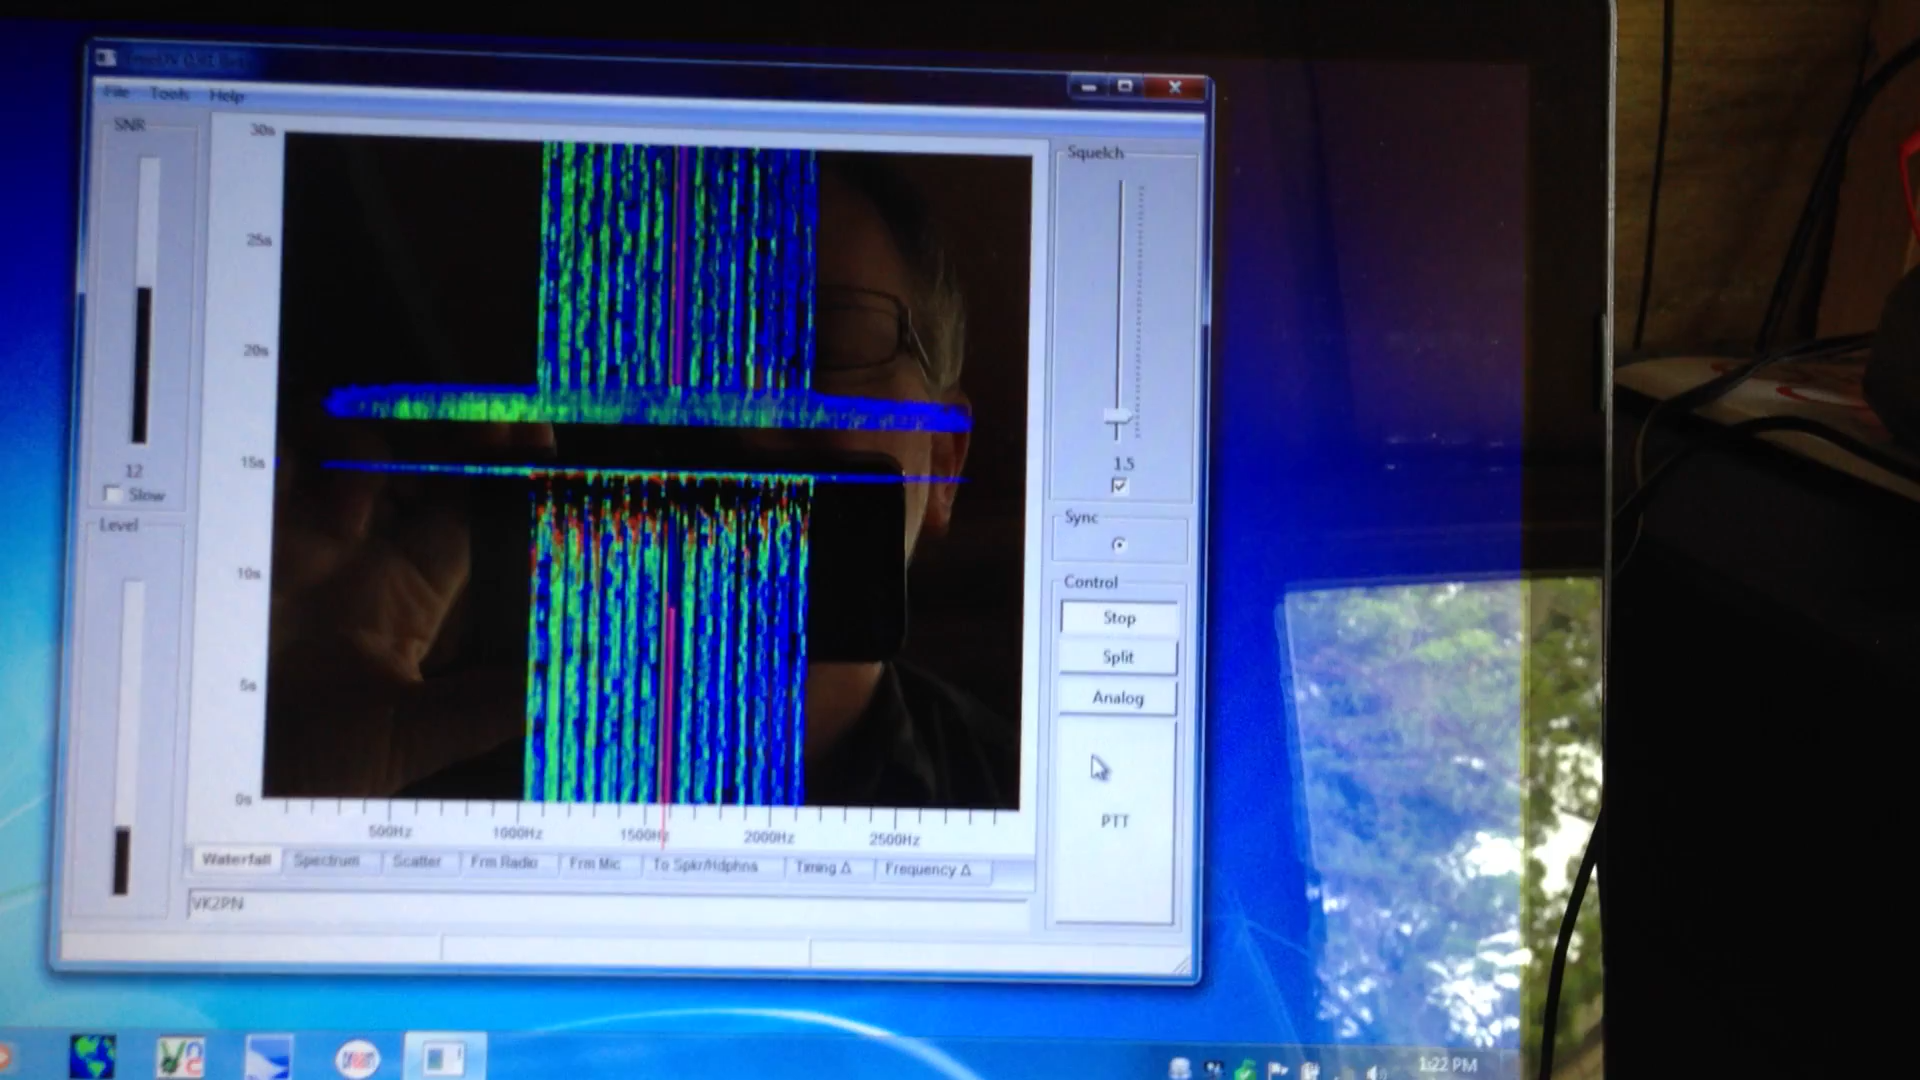 File Tools Help
SNR
12
Slow
Level
30s
25s
20s
15s
10s
5s
0s
500Hz 1000Hz 1500Hz 2000Hz 2500Hz
Waterfall Spectrum Scatter Frm Radio Frm Mic To Spkr/Hdphns Timing Δ Frequency Δ
VK2PN
Squelch
1.5
Sync
Control
Stop
Split
Analog
PTT
1:22 PM